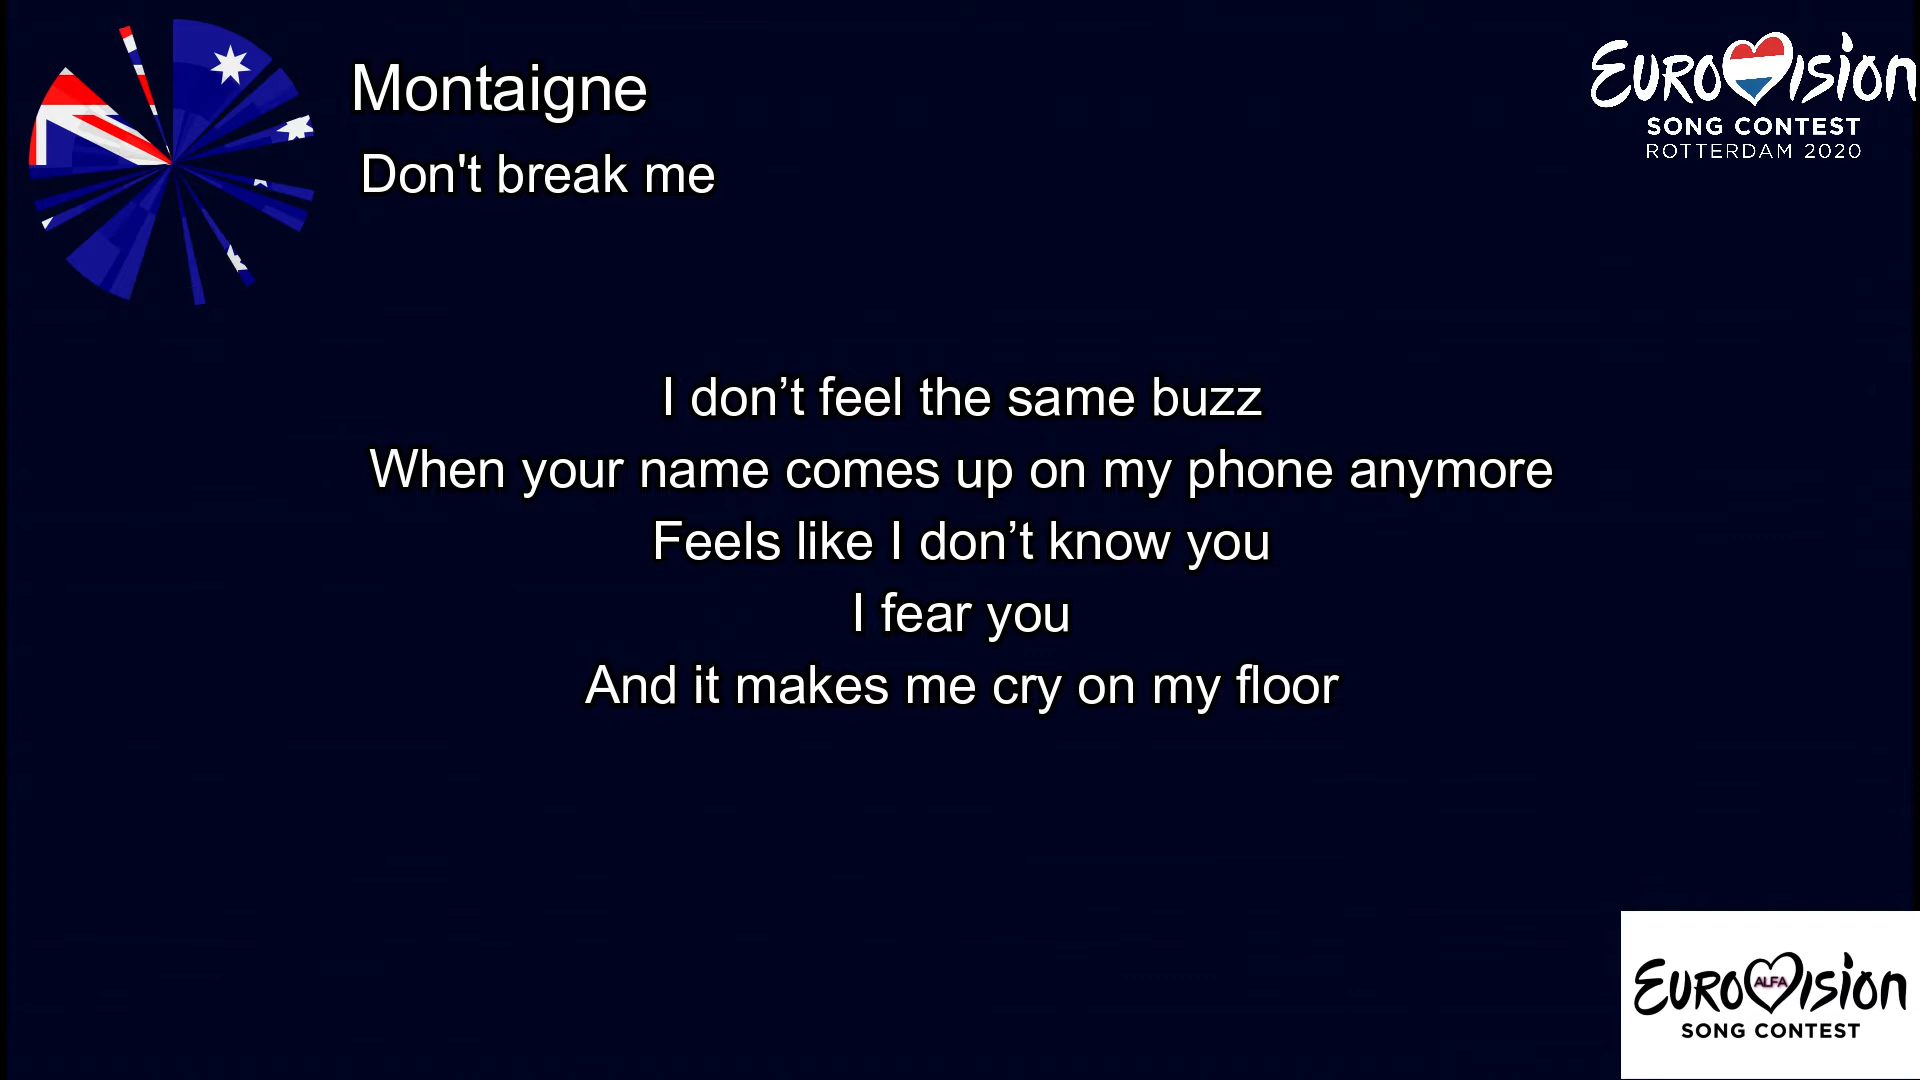 Montaigne
Don't break me
EUROVISION
SONG CONTEST
ROTTERDAM 2020
I don’t feel the same buzz
When your name comes up on my phone anymore
Feels like I don’t know you
I fear you
And it makes me cry on my floor
EUROVISION
ALFA
SONG CONTEST